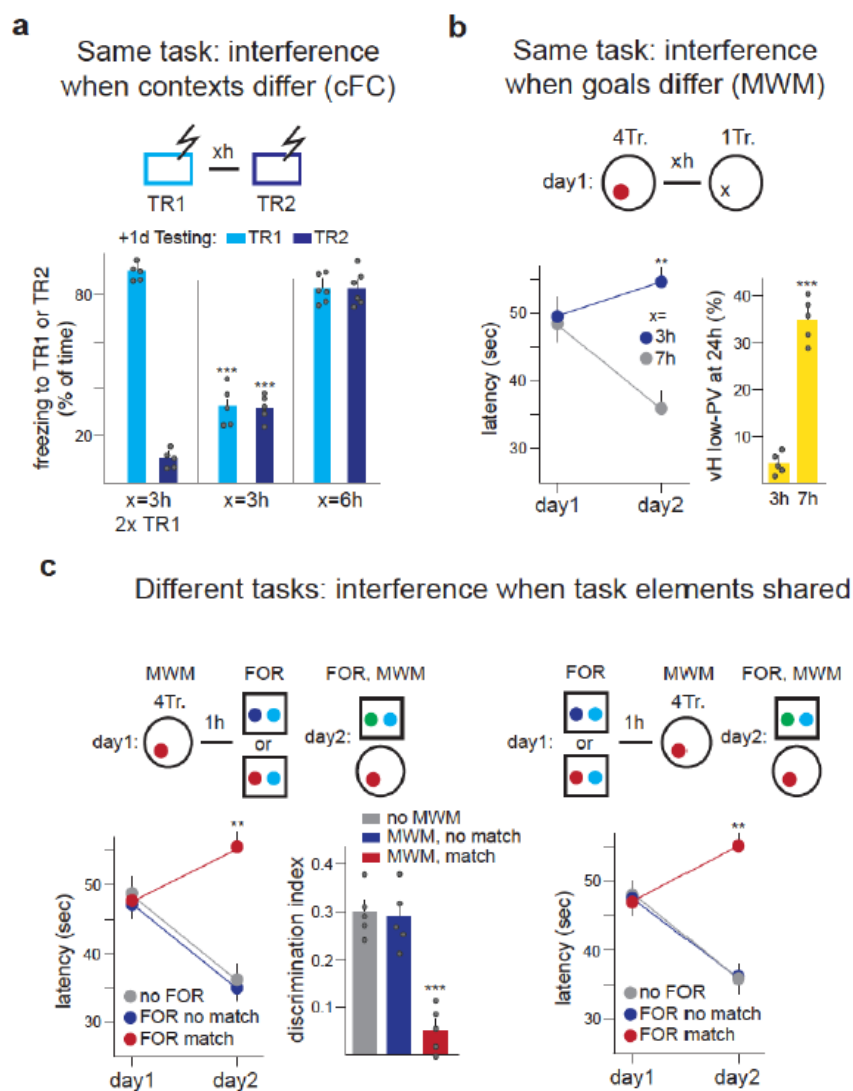 a
Same task: interference
when contexts differ (cFC)
xh
TR1 TR2
+1d Testing: TR1 TR2
freezing to TR1 or TR2
(% of time)
80
20
*** ***
x=3h x=3h x=6h
2x TR1
b
Same task: interference
when goals differ (MWM)
4Tr. 1Tr.
xh
day1: x
latency (sec)
50
40
30
**
x=
3h
7h
day1 day2
vH low-PV at 24h (%)
40
30
20
10
***
3h 7h
c
Different tasks: interference when task elements shared
MWM FOR FOR, MWM
4Tr.
1h
day1: or day2:
latency (sec)
50
40
30
**
no FOR
FOR no match
FOR match
day1 day2
no MWM
MWM, no match
MWM, match
discrimination index
0.4
0.3
0.2
0.1
***
FOR MWM FOR, MWM
4Tr.
1h
day1: or day2:
latency (sec)
50
40
30
**
no FOR
FOR no match
FOR match
day1 day2